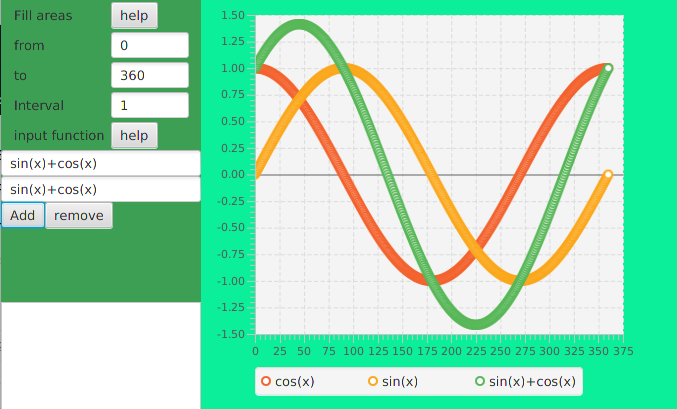 Fill areas help
from 0
to 360
Interval 1
input function help
sin(x)+cos(x)
sin(x)+cos(x)
Add remove
1.50
1.25
1.00
0.75
0.50
0.25
0.00
-0.25
-0.50
-0.75
-1.00
-1.25
-1.50
0 25 50 75 100 125 150 175 200 225 250 275 300 325 350 375
cos(x) sin(x) sin(x)+cos(x)